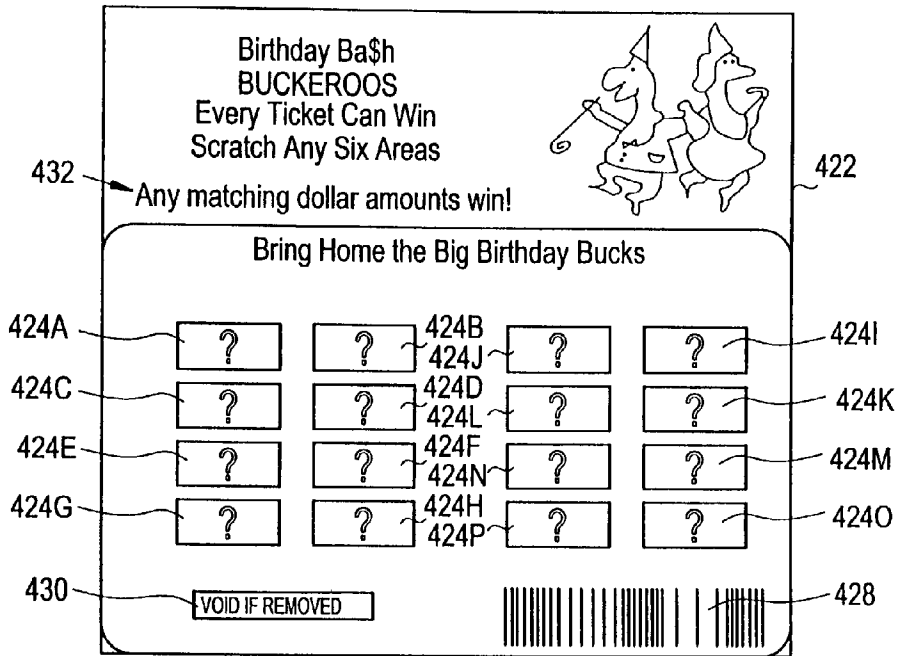 Birthday Ba$h
BUCKEROOS
Every Ticket Can Win
Scratch Any Six Areas
432
Any matching dollar amounts win!
422
Bring Home the Big Birthday Bucks
424A ? ? 424B 424J ? ? 424I
424C ? ? 424D 424L ? ? 424K
424E ? ? 424F 424N ? ? 424M
424G ? ? 424H 424P ? ? 424O
430 VOID IF REMOVED 428